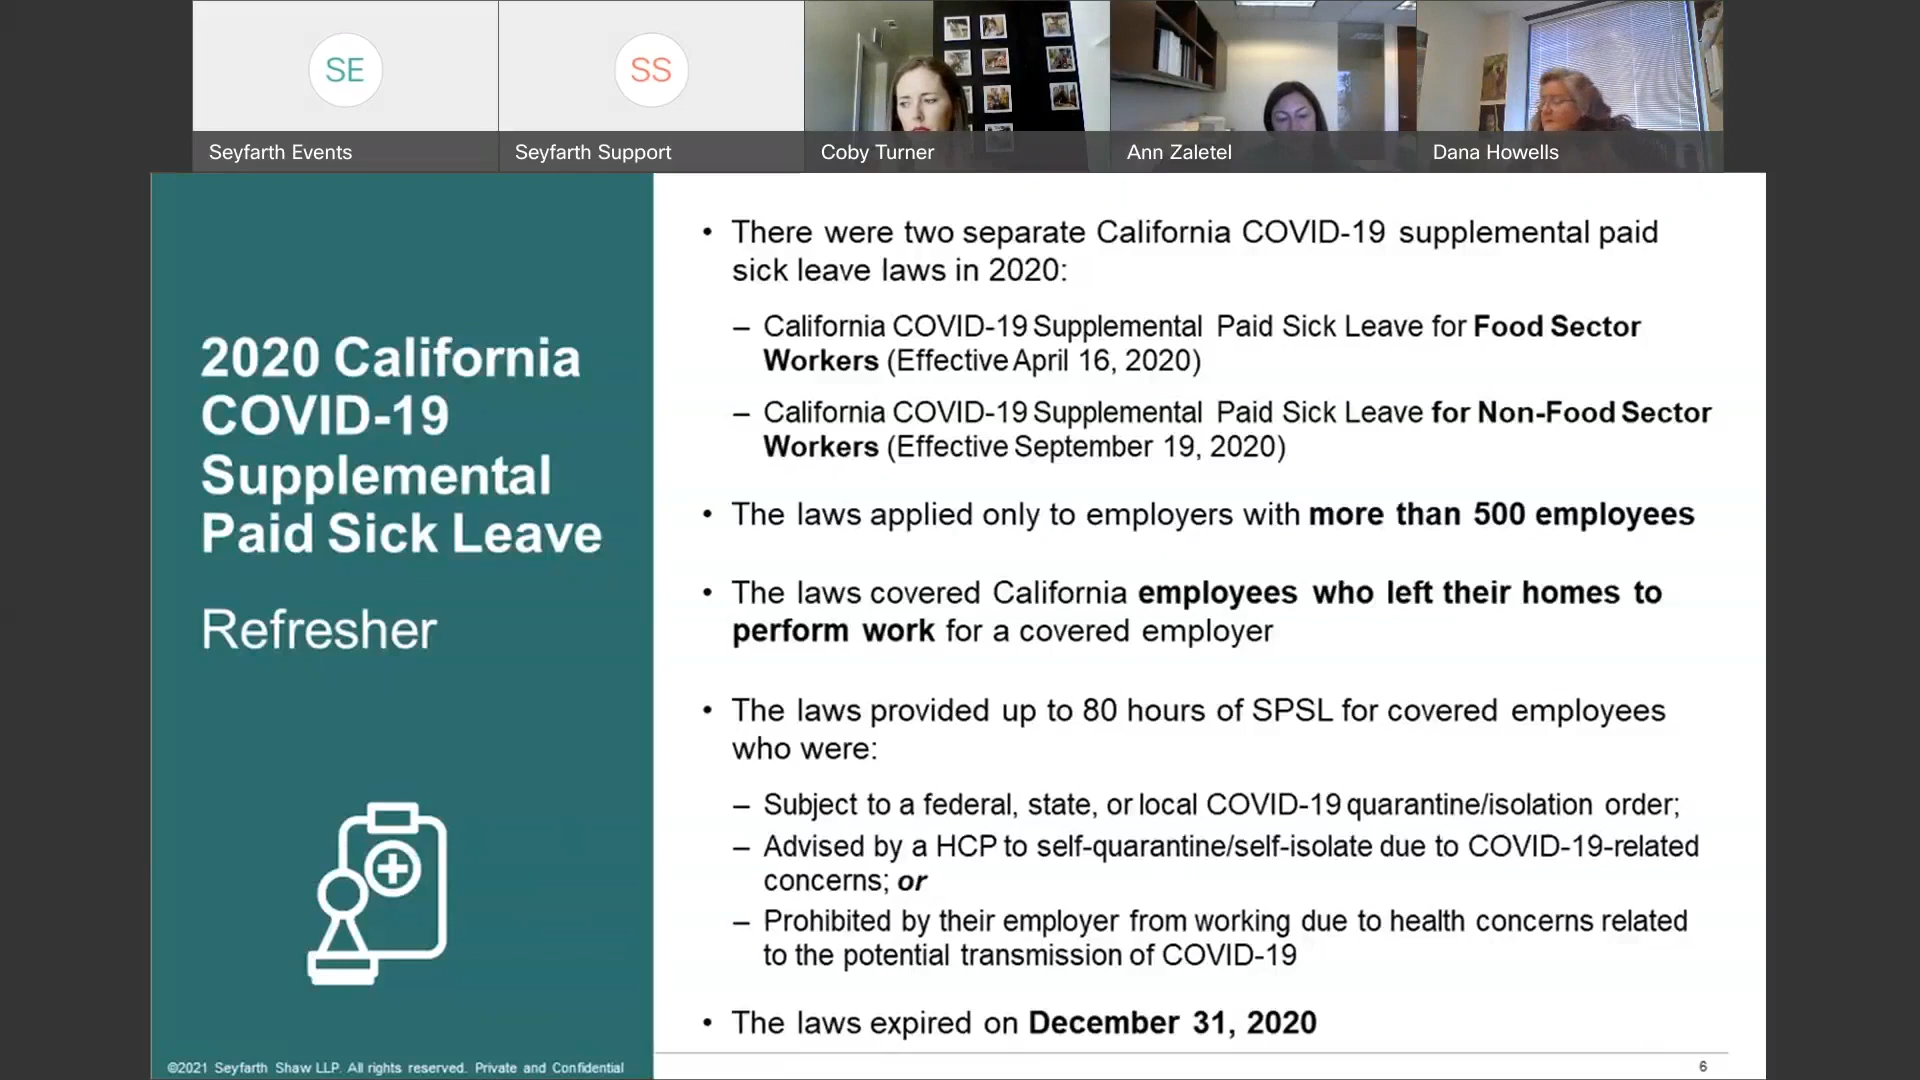 SE
SS
Seyfarth Events
Seyfarth Support
Coby Turner
Ann Zaletel
Dana Howells
2020 California
COVID-19
Supplemental
Paid Sick Leave
Refresher
• There were two separate California COVID-19 supplemental paid
sick leave laws in 2020:
– California COVID-19 Supplemental Paid Sick Leave for Food Sector
Workers (Effective April 16, 2020)
– California COVID-19 Supplemental Paid Sick Leave for Non-Food Sector
Workers (Effective September 19, 2020)
• The laws applied only to employers with more than 500 employees
• The laws covered California employees who left their homes to
perform work for a covered employer
• The laws provided up to 80 hours of SPSL for covered employees
who were:
– Subject to a federal, state, or local COVID-19 quarantine/isolation order;
– Advised by a HCP to self-quarantine/self-isolate due to COVID-19-related
concerns; or
– Prohibited by their employer from working due to health concerns related
to the potential transmission of COVID-19
• The laws expired on December 31, 2020
©2021 Seyfarth Shaw LLP. All rights reserved. Private and Confidential
6